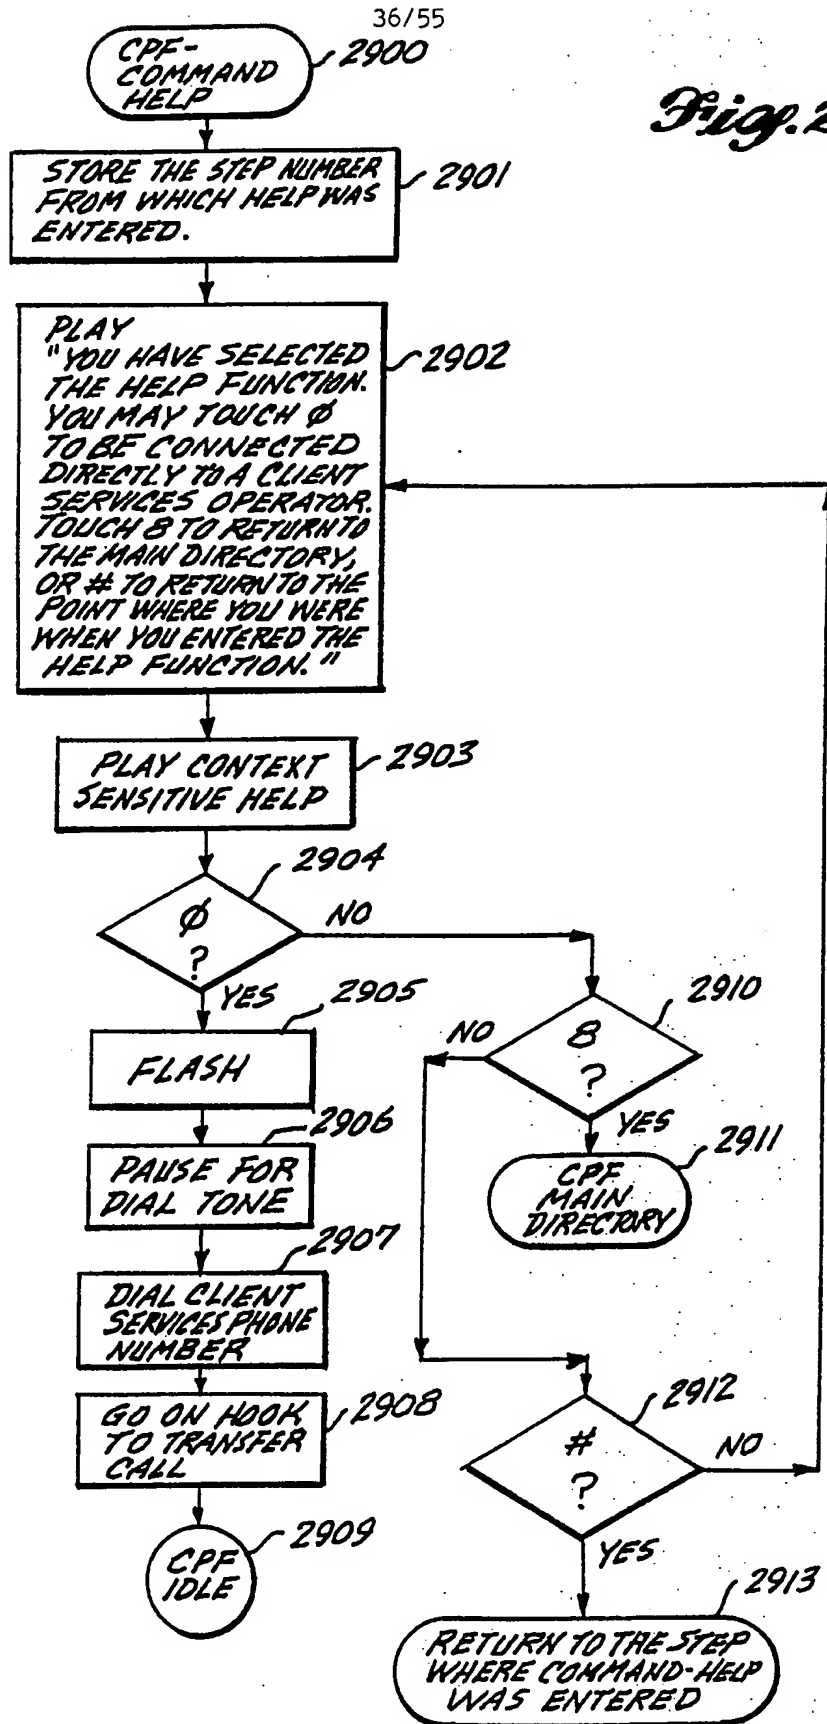 36/55
CPF-
COMMAND
HELP
2900
Fig. 2
STORE THE STEP NUMBER
FROM WHICH HELP WAS
ENTERED.
2901
PLAY
"YOU HAVE SELECTED
THE HELP FUNCTION.
YOU MAY TOUCH Ø
TO BE CONNECTED
DIRECTLY TO A CLIENT
SERVICES OPERATOR.
TOUCH 8 TO RETURN TO
THE MAIN DIRECTORY,
OR # TO RETURN TO THE
POINT WHERE YOU WERE
WHEN YOU ENTERED THE
HELP FUNCTION."
2902
PLAY CONTEXT
SENSITIVE HELP
2903
2904
Ø
?
NO
YES
2905
FLASH
2910
8
?
NO
YES
2906
PAUSE FOR
DIAL TONE
2911
CPF
MAIN
DIRECTORY
2907
DIAL CLIENT
SERVICES PHONE
NUMBER
2908
GO ON HOOK
TO TRANSFER
CALL
2912
#
?
NO
YES
2909
CPF
IDLE
2913
RETURN TO THE STEP
WHERE COMMAND-HELP
WAS ENTERED